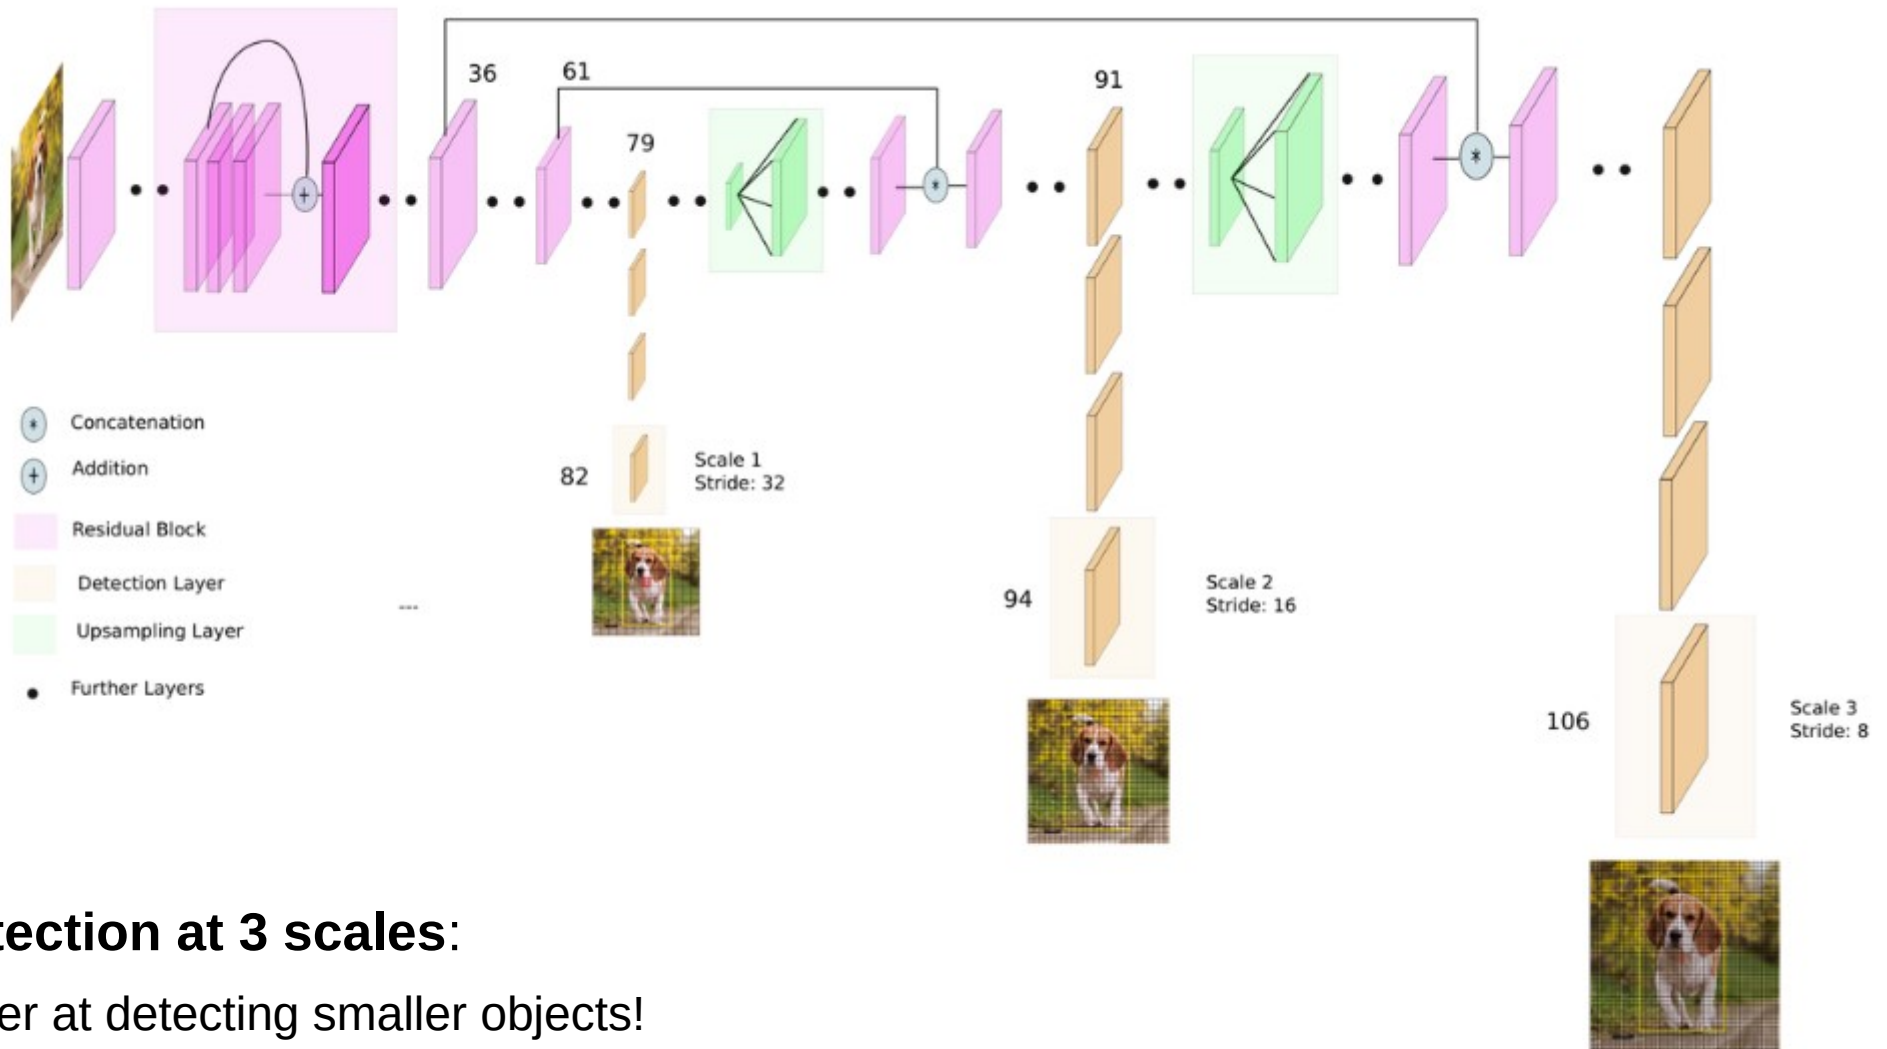 36
61
91
79
Concatenation
Addition
Residual Block
Detection Layer
Upsampling Layer
Further Layers
---
82
Scale 1
Stride: 32
94
Scale 2
Stride: 16
106
Scale 3
Stride: 8
tection at 3 scales:
er at detecting smaller objects!